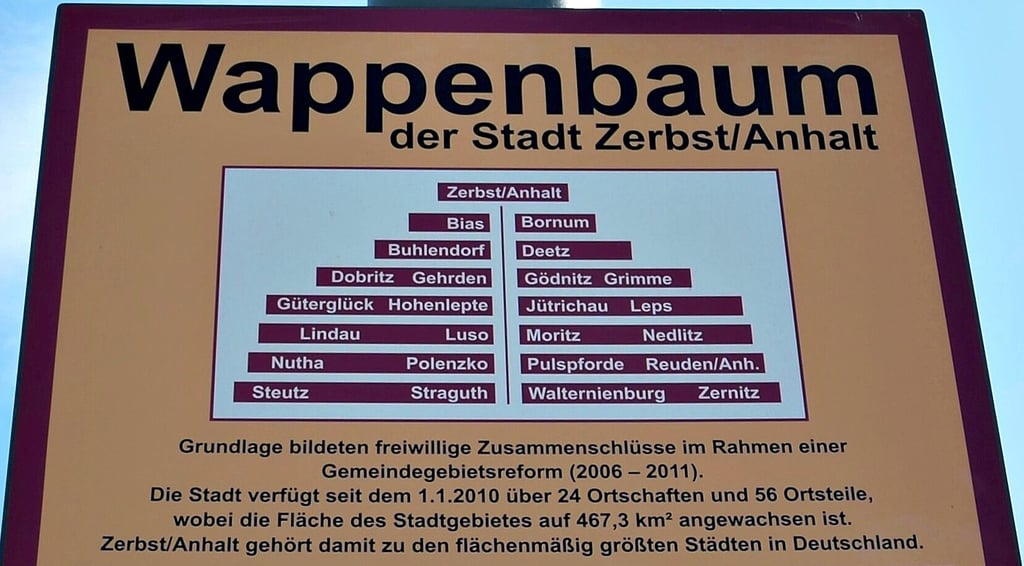 Wappenbaum
der Stadt Zerbst/Anhalt
Zerbst/Anhalt
Bias Bornum
Buhlendorf Deetz
Dobritz Gehrden Gödnitz Grimme
Güterglück Hohenlepte Jütrichau Leps
Lindau Luso Moritz Nedlitz
Nutha Polenzko Pulspforde Reuden/Anh.
Steutz Straguth Walternienburg Zernitz
Grundlage bildeten freiwillige Zusammenschlüsse im Rahmen einer
Gemeindegebietsreform (2006 – 2011).
Die Stadt verfügt seit dem 1.1.2010 über 24 Ortschaften und 56 Ortsteile,
wobei die Fläche des Stadtgebietes auf 467,3 km² angewachsen ist.
Zerbst/Anhalt gehört damit zu den flächenmäßig größten Städten in Deutschland.